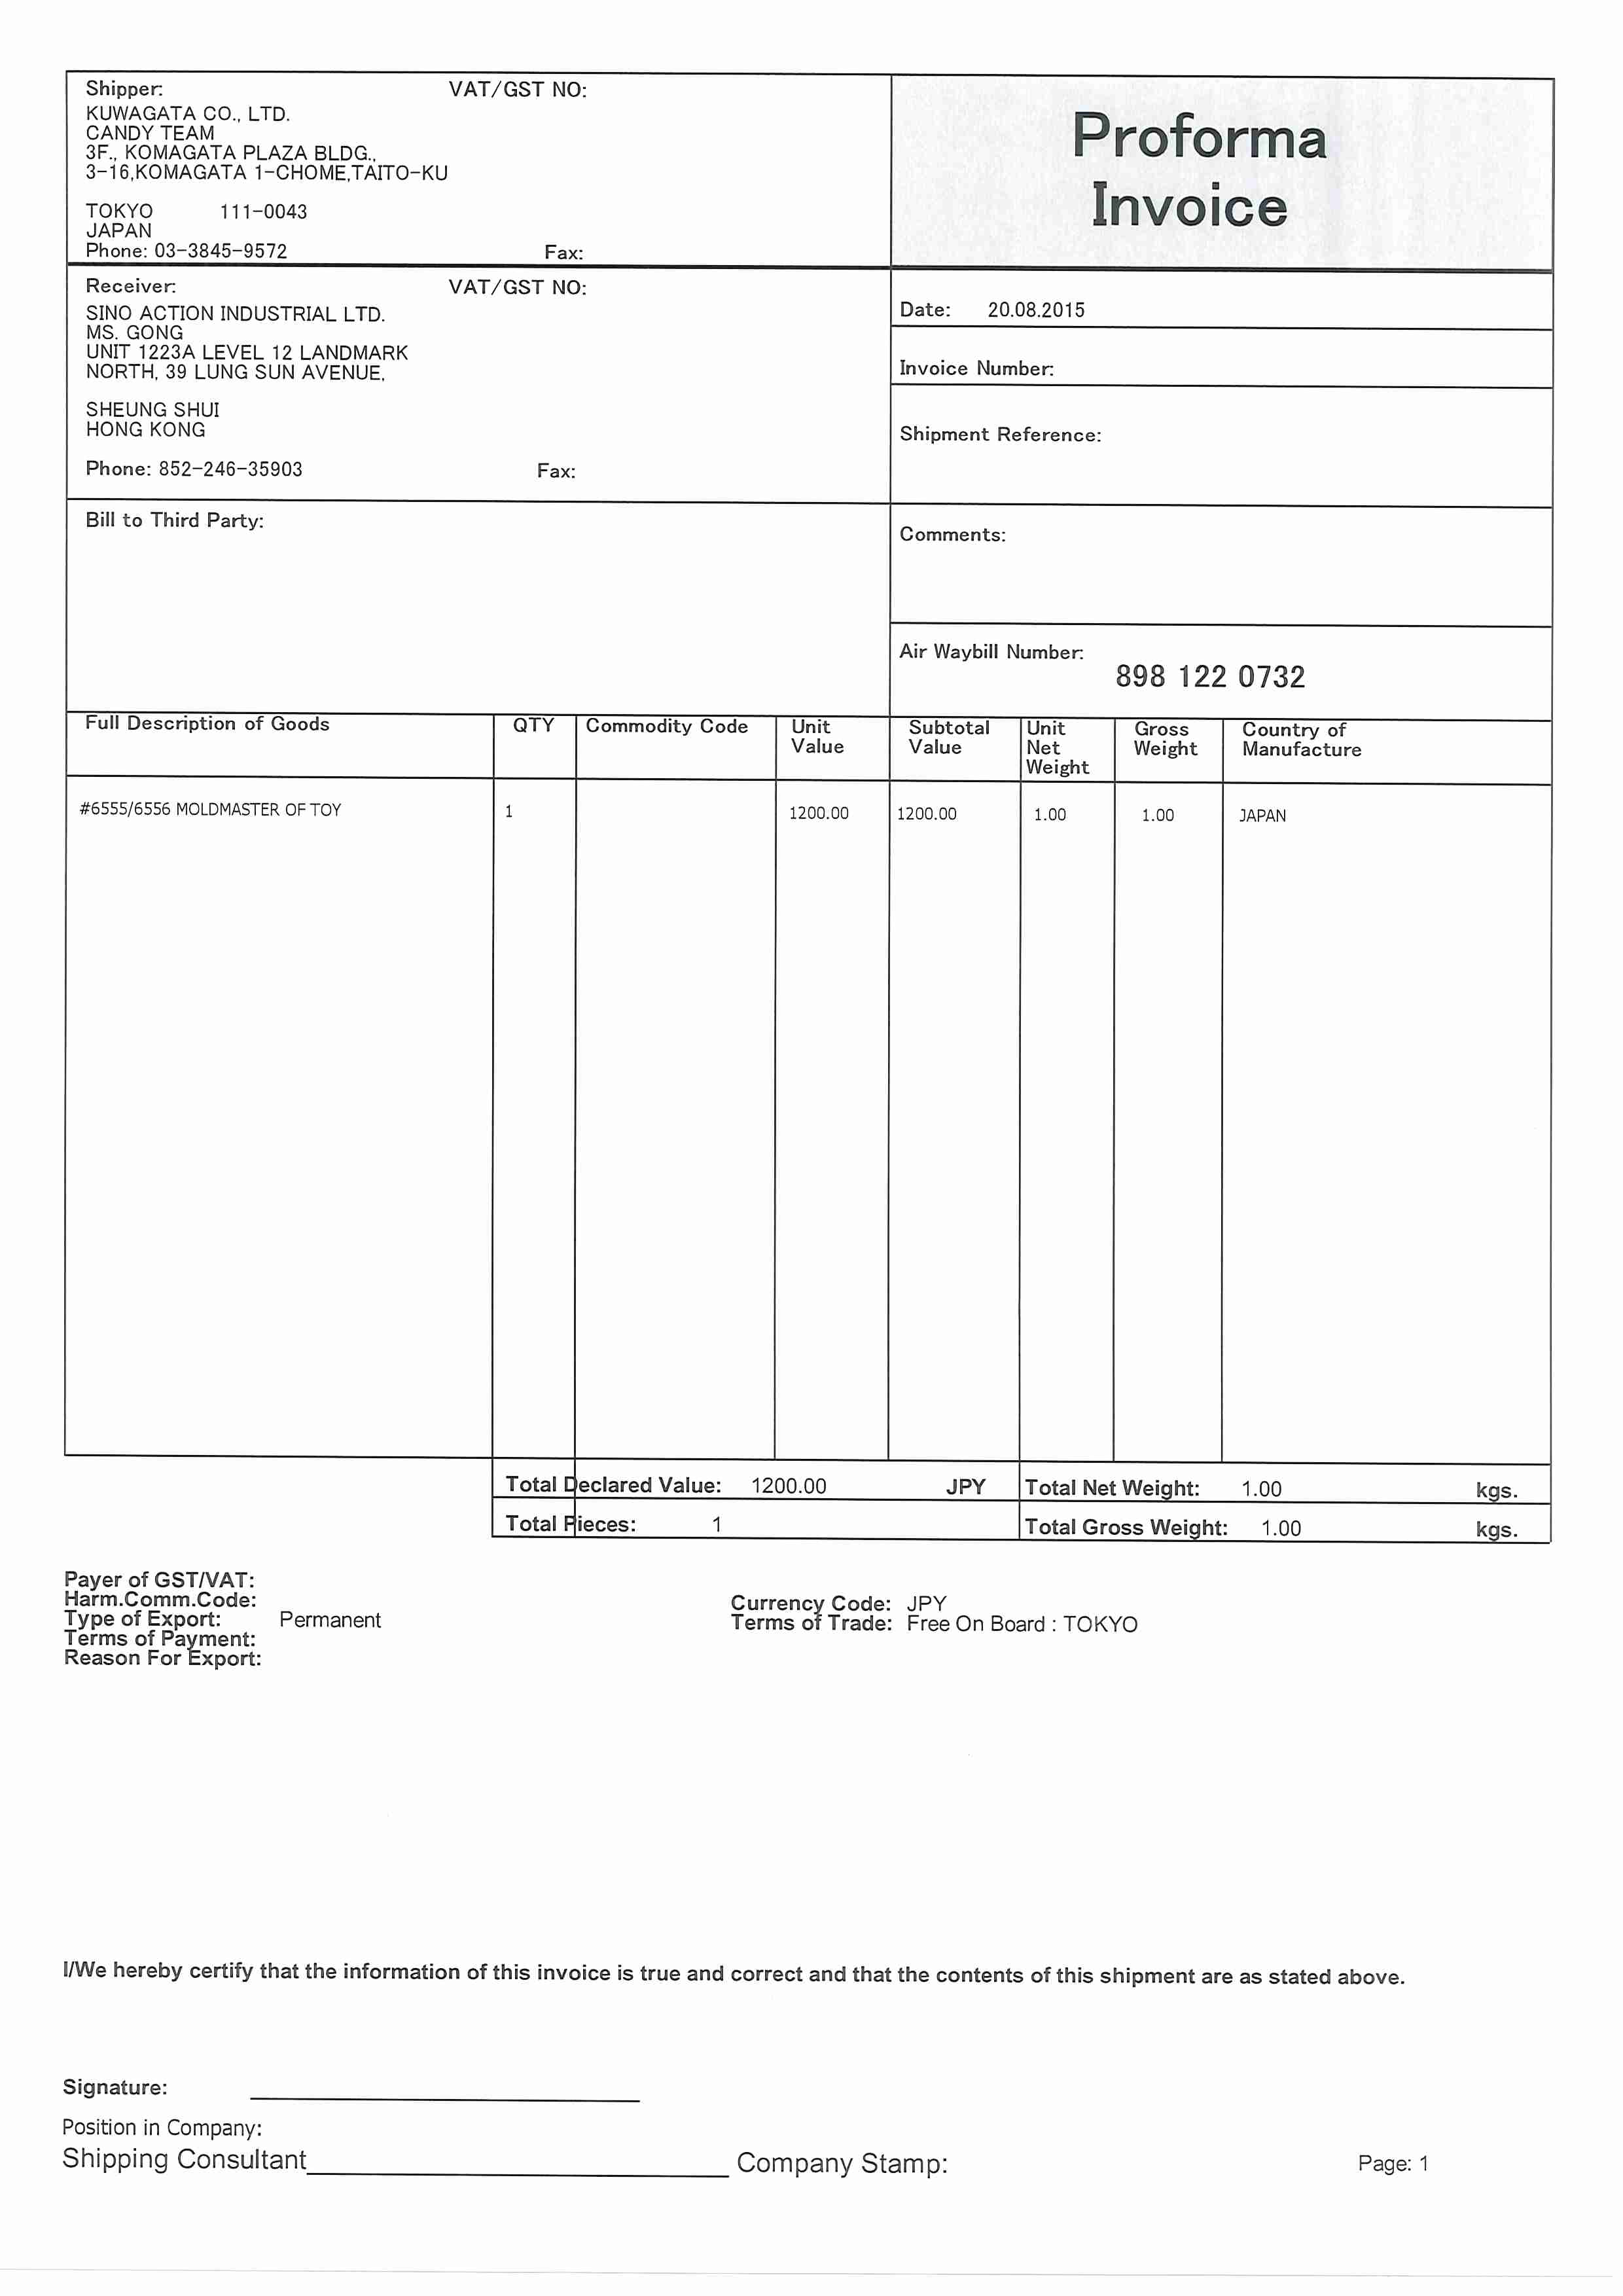 Shipper: VAT/GST NO:
KUWAGATA CO., LTD.
CANDY TEAM
3F., KOMAGATA PLAZA BLDG.,
3-16,KOMAGATA 1-CHOME,TAITO-KU
TOKYO 111-0043
JAPAN
Phone: 03-3845-9572 Fax:
Proforma
Invoice
Receiver: VAT/GST NO:
SINO ACTION INDUSTRIAL LTD.
MS. GONG
UNIT 1223A LEVEL 12 LANDMARK
NORTH, 39 LUNG SUN AVENUE,
SHEUNG SHUI
HONG KONG
Phone: 852-246-35903 Fax:
Date: 20.08.2015
Invoice Number:
Shipment Reference:
Bill to Third Party:
Comments:
Air Waybill Number:
898 122 0732
Full Description of Goods QTY Commodity Code Unit Value Subtotal Value Unit Net Weight Gross Weight Country of Manufacture
#6555/6556 MOLDMASTER OF TOY 1 1200.00 1200.00 1.00 1.00 JAPAN
Total Declared Value: 1200.00 JPY Total Net Weight: 1.00 kgs.
Total Pieces: 1 Total Gross Weight: 1.00 kgs.
Payer of GST/VAT:
Harm.Comm.Code:
Type of Export: Permanent
Terms of Payment:
Reason For Export:
Currency Code: JPY
Terms of Trade: Free On Board : TOKYO
I/We hereby certify that the information of this invoice is true and correct and that the contents of this shipment are as stated above.
Signature:
Position in Company:
Shipping Consultant Company Stamp: Page: 1